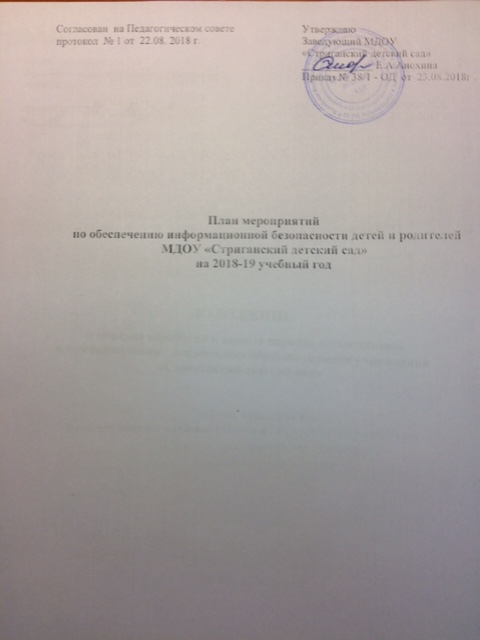 Согласован на Педагогическом совете
протокол № 1 от 22.08. 2018 г.
Утверждаю
Заведующий МДОУ
«Стриганский детский сад»
Е.А Анохина
Приказ № 38/1 - ОД от 23.08.2018г
План мероприятий
по обеспечению информационной безопасности детей и родителей
МДОУ «Стриганский детский сад»
на 2018-19 учебный год